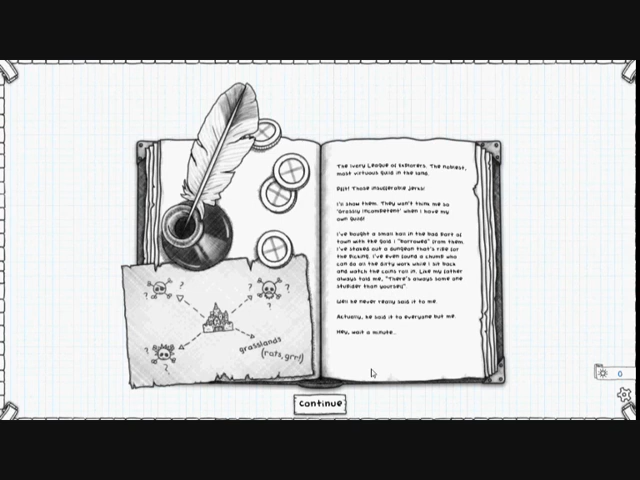 The Ivory League of Explorers. The noblest,
most virtuous guild in the land.
Pfft! Those insufferable jerks!
I'll show them. They won't think me so
'grossly incompetent' when I have my
own guild!
I've bought a small hall in the bad part of
town with the gold I "borrowed" from them.
I've staked out a dungeon that's ripe for
the picking. I've even found a chump who
can do all the dirty work while I sit back
and watch the coins roll in. Like my father
always told me, "There's always some one
stupider than yourself"
Well he never really said it to me.
Actually, he said it to everyone but me.
Hey, wait a minute...
? ? ? ?
? ?
grasslands
(rats, grr!)
?
0
continue